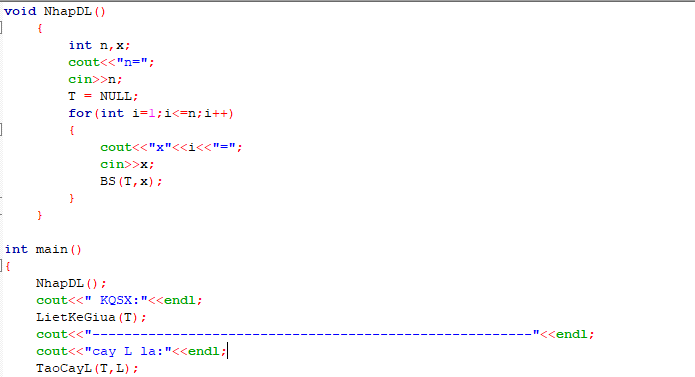 void NhapDL()
{
int n,x;
cout<<"n=";
cin>>n;
T = NULL;
for(int i=1;i<=n;i++)
{
cout<<"x"<<i<<"=";
cin>>x;
BS(T,x);
}
}
int main()
{
NhapDL();
cout<<" KQSX:"<<endl;
LietKeGiua(T);
cout<<"-------------------------------------------------------"<<endl;
cout<<"cay L la:"<<endl;
TaoCayL(T,L);